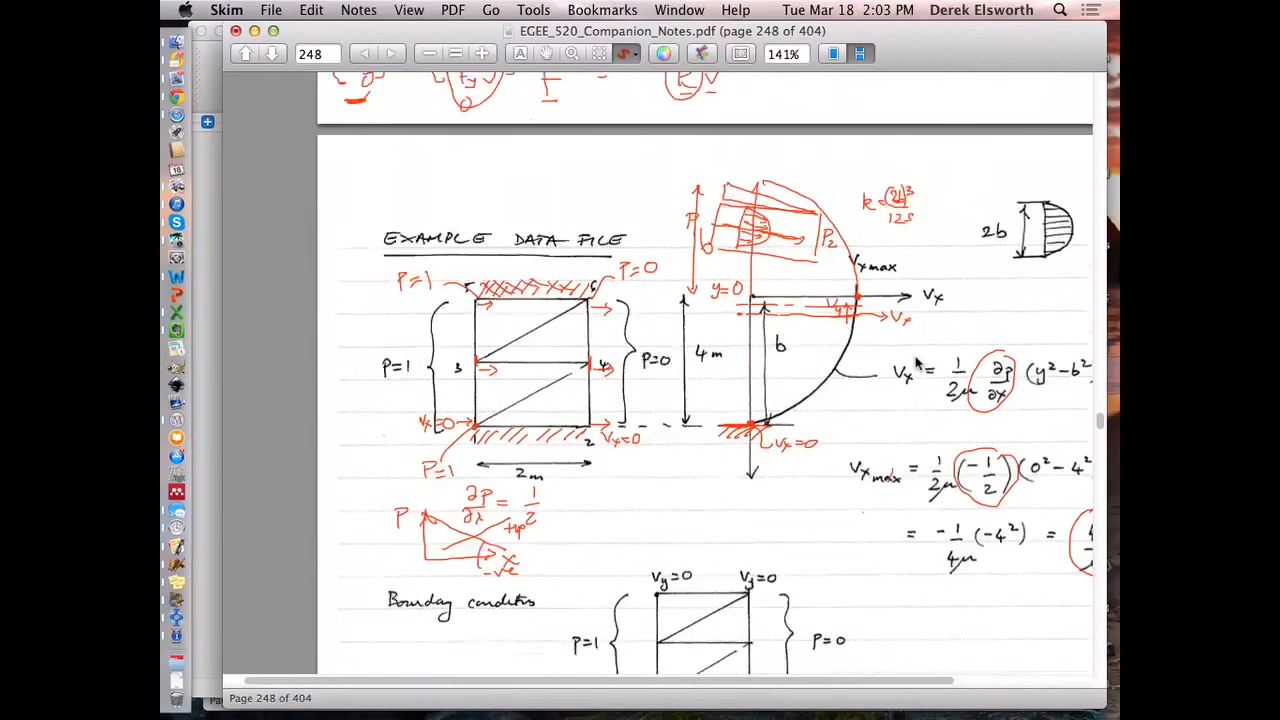 Skim File Edit Notes View PDF Go Tools Bookmarks Window Help Tue Mar 18 2:03 PM Derek Elsworth
EGEE_520_Companion_Notes.pdf (page 248 of 404)
248
141%
EXAMPLE DATA FILE
P=1
P=0
P2
2b
y=0
Vxmax
Vx
Vx
P=1
3
P=0
4m
b
Vx = 1/2μ ∂p/∂x (y²-b²
Vx=0
2
Vx=0
Vx=0
P=1
2m
Vxmax = 1/2μ (-1/2) (0²-4²
∂p/∂x = 1/2
P
+ve
x
-ve
= -1/4μ (-4²) =
Boundary conditions
Vy=0 Vy=0
P=1
P=0
Page 248 of 404